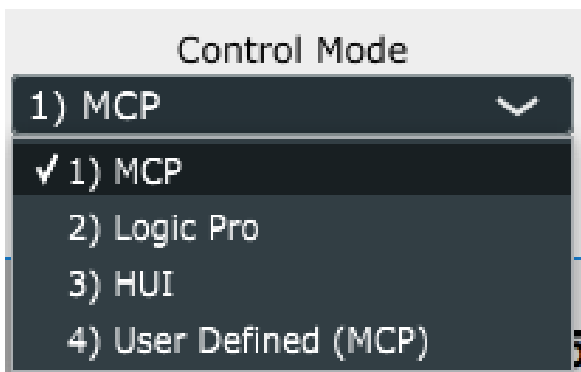 Control Mode
1) MCP
✓ 1) MCP
2) Logic Pro
3) HUI
4) User Defined (MCP)